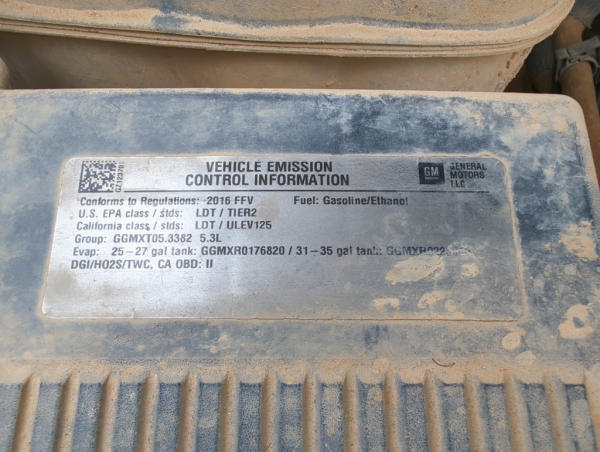 VEHICLE EMISSION
CONTROL INFORMATION
GM
GENERAL
MOTORS
LLC
Conforms to Regulations: 2016 FFV Fuel: Gasoline/Ethanol
U.S. EPA class / stds: LDT / TIER2
California class / stds: LDT / ULEV125
Group: GGMXT05.3382 5.3L
Evap: 25-27 gal tank: GGMXR0176820 / 31-35 gal tank:
DGI/HO2S/TWC, CA OBD: II